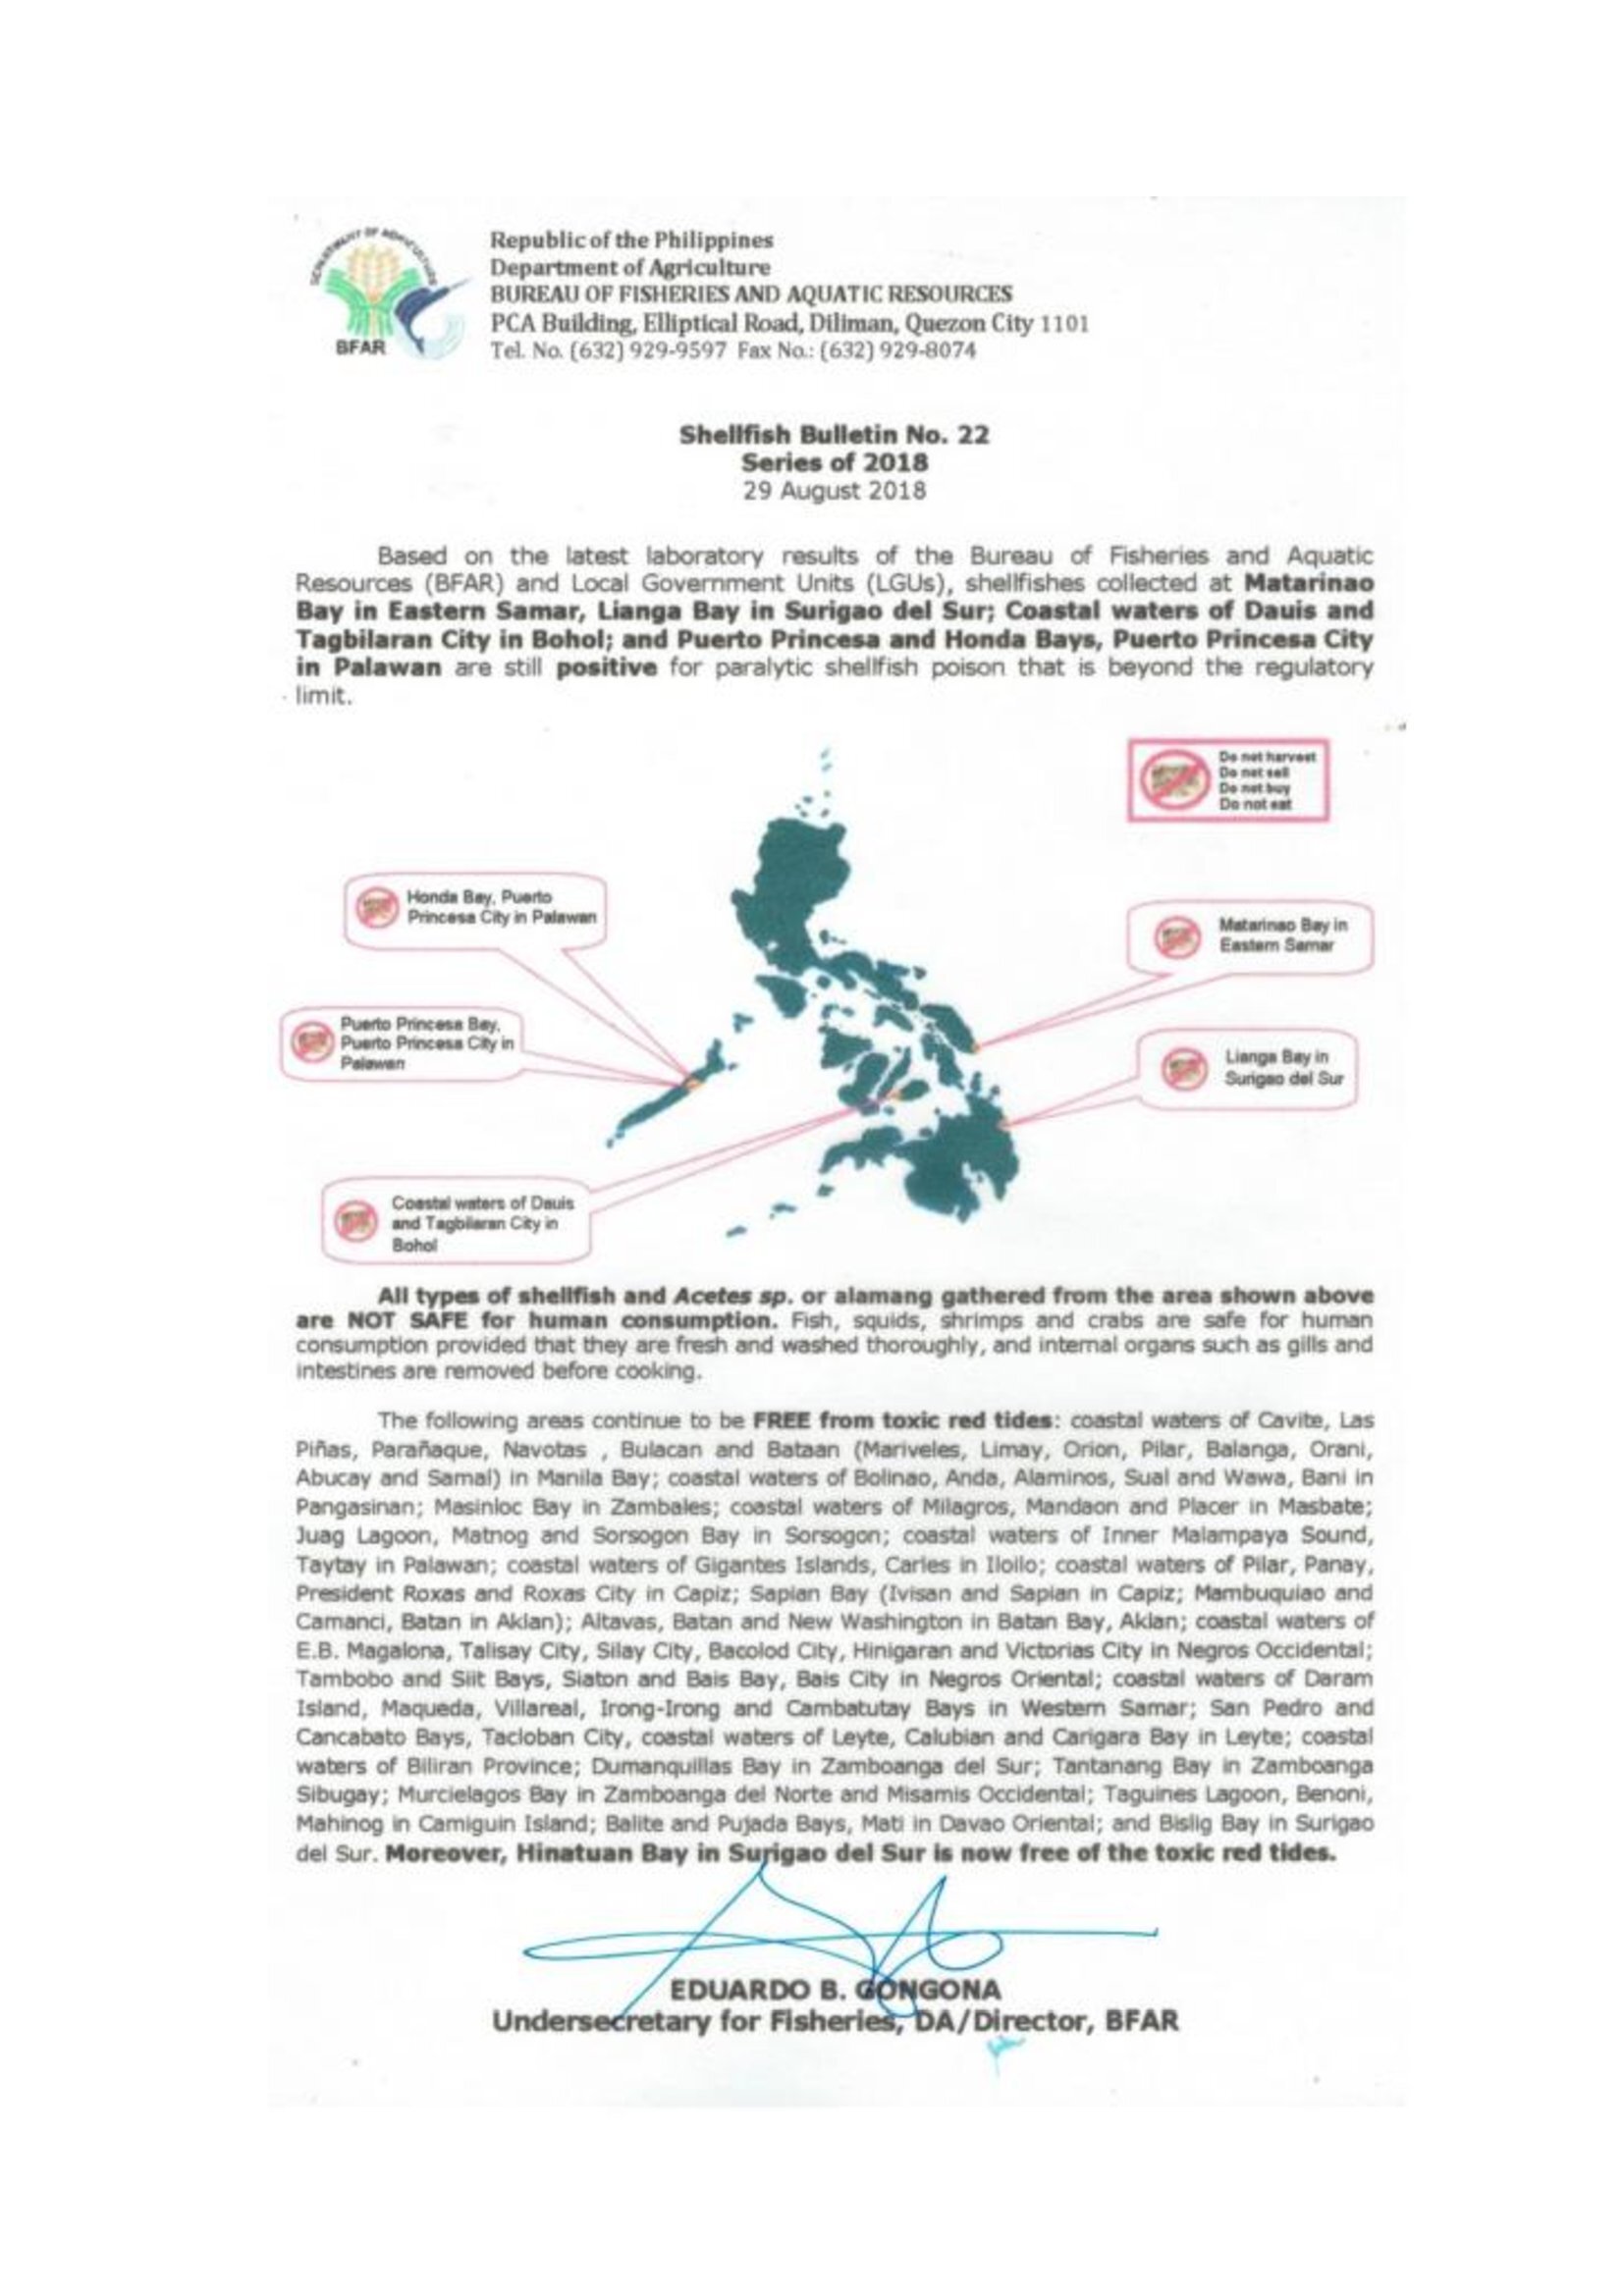 DEPARTMENT OF AGRICULTURE
BFAR
Republic of the Philippines
Department of Agriculture
BUREAU OF FISHERIES AND AQUATIC RESOURCES
PCA Building, Elliptical Road, Diliman, Quezon City 1101
Tel. No. (632) 929-9597 Fax No.: (632) 929-8074
Shellfish Bulletin No. 22
Series of 2018
29 August 2018
Based on the latest laboratory results of the Bureau of Fisheries and Aquatic
Resources (BFAR) and Local Government Units (LGUs), shellfishes collected at Matarinao
Bay in Eastern Samar, Lianga Bay in Surigao del Sur; Coastal waters of Dauis and
Tagbilaran City in Bohol; and Puerto Princesa and Honda Bays, Puerto Princesa City
in Palawan are still positive for paralytic shellfish poison that is beyond the regulatory
limit.
Do not harvest
Do not sell
Do not buy
Do not eat
Honda Bay, Puerto
Princesa City in Palawan
Matarinao Bay in
Eastern Samar
Puerto Princesa Bay,
Puerto Princesa City in
Palawan
Lianga Bay in
Surigao del Sur
Coastal waters of Dauis
and Tagbilaran City in
Bohol
All types of shellfish and Acetes sp. or alamang gathered from the area shown above
are NOT SAFE for human consumption. Fish, squids, shrimps and crabs are safe for human
consumption provided that they are fresh and washed thoroughly, and internal organs such as gills and
intestines are removed before cooking.
The following areas continue to be FREE from toxic red tides: coastal waters of Cavite, Las
Piñas, Parañaque, Navotas , Bulacan and Bataan (Mariveles, Limay, Orion, Pilar, Balanga, Orani,
Abucay and Samal) in Manila Bay; coastal waters of Bolinao, Anda, Alaminos, Sual and Wawa, Bani in
Pangasinan; Masinloc Bay in Zambales; coastal waters of Milagros, Mandaon and Placer in Masbate;
Juag Lagoon, Matnog and Sorsogon Bay in Sorsogon; coastal waters of Inner Malampaya Sound,
Taytay in Palawan; coastal waters of Gigantes Islands, Carles in Iloilo; coastal waters of Pilar, Panay,
President Roxas and Roxas City in Capiz; Sapian Bay (Ivisan and Sapian in Capiz; Mambuquiao and
Camanci, Batan in Aklan); Altavas, Batan and New Washington in Batan Bay, Aklan; coastal waters of
E.B. Magalona, Talisay City, Silay City, Bacolod City, Hinigaran and Victorias City in Negros Occidental;
Tambobo and Siit Bays, Siaton and Bais Bay, Bais City in Negros Oriental; coastal waters of Daram
Island, Maqueda, Villareal, Irong-Irong and Cambatutay Bays in Western Samar; San Pedro and
Cancabato Bays, Tacloban City, coastal waters of Leyte, Calubian and Carigara Bay in Leyte; coastal
waters of Biliran Province; Dumanquillas Bay in Zamboanga del Sur; Tantanang Bay in Zamboanga
Sibugay; Murcielagos Bay in Zamboanga del Norte and Misamis Occidental; Taguines Lagoon, Benoni,
Mahinog in Camiguin Island; Balite and Pujada Bays, Mati in Davao Oriental; and Bislig Bay in Surigao
del Sur. Moreover, Hinatuan Bay in Surigao del Sur is now free of the toxic red tides.
EDUARDO B. GONGONA
Undersecretary for Fisheries, DA/Director, BFAR